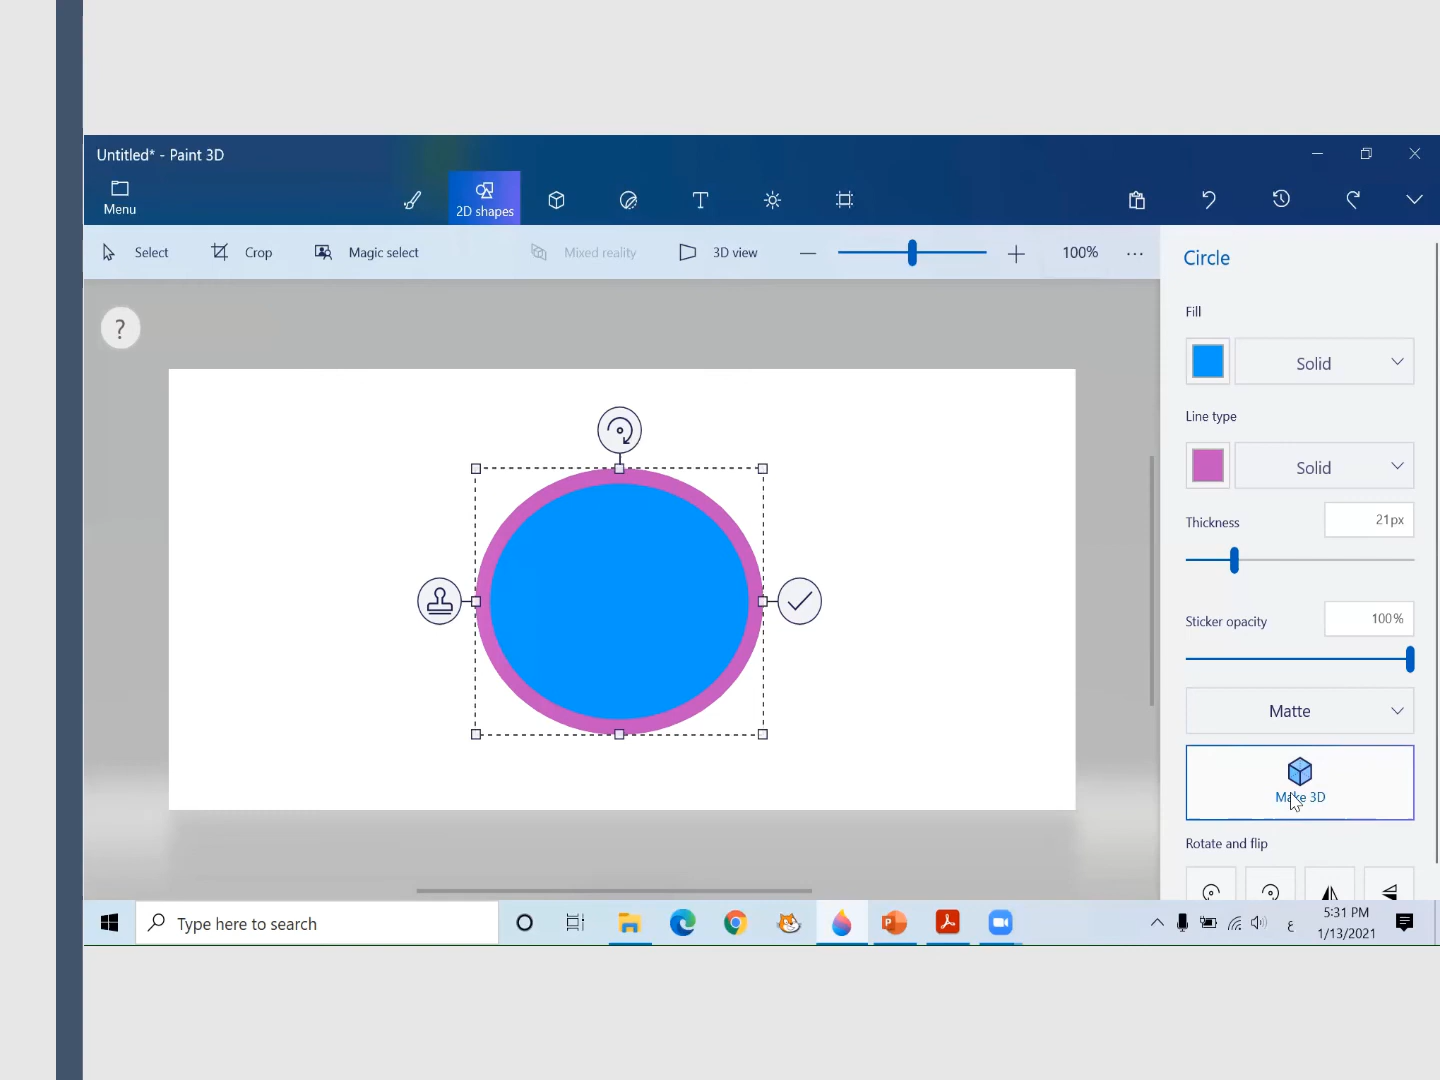 Untitled* - Paint 3D
Menu
2D shapes
Select
Crop
Magic select
Mixed reality
3D view
100%
?
Circle
Fill
Solid
Line type
Solid
Thickness
21px
Sticker opacity
100%
Matte
Make 3D
Rotate and flip
Type here to search
ع
5:31 PM
1/13/2021